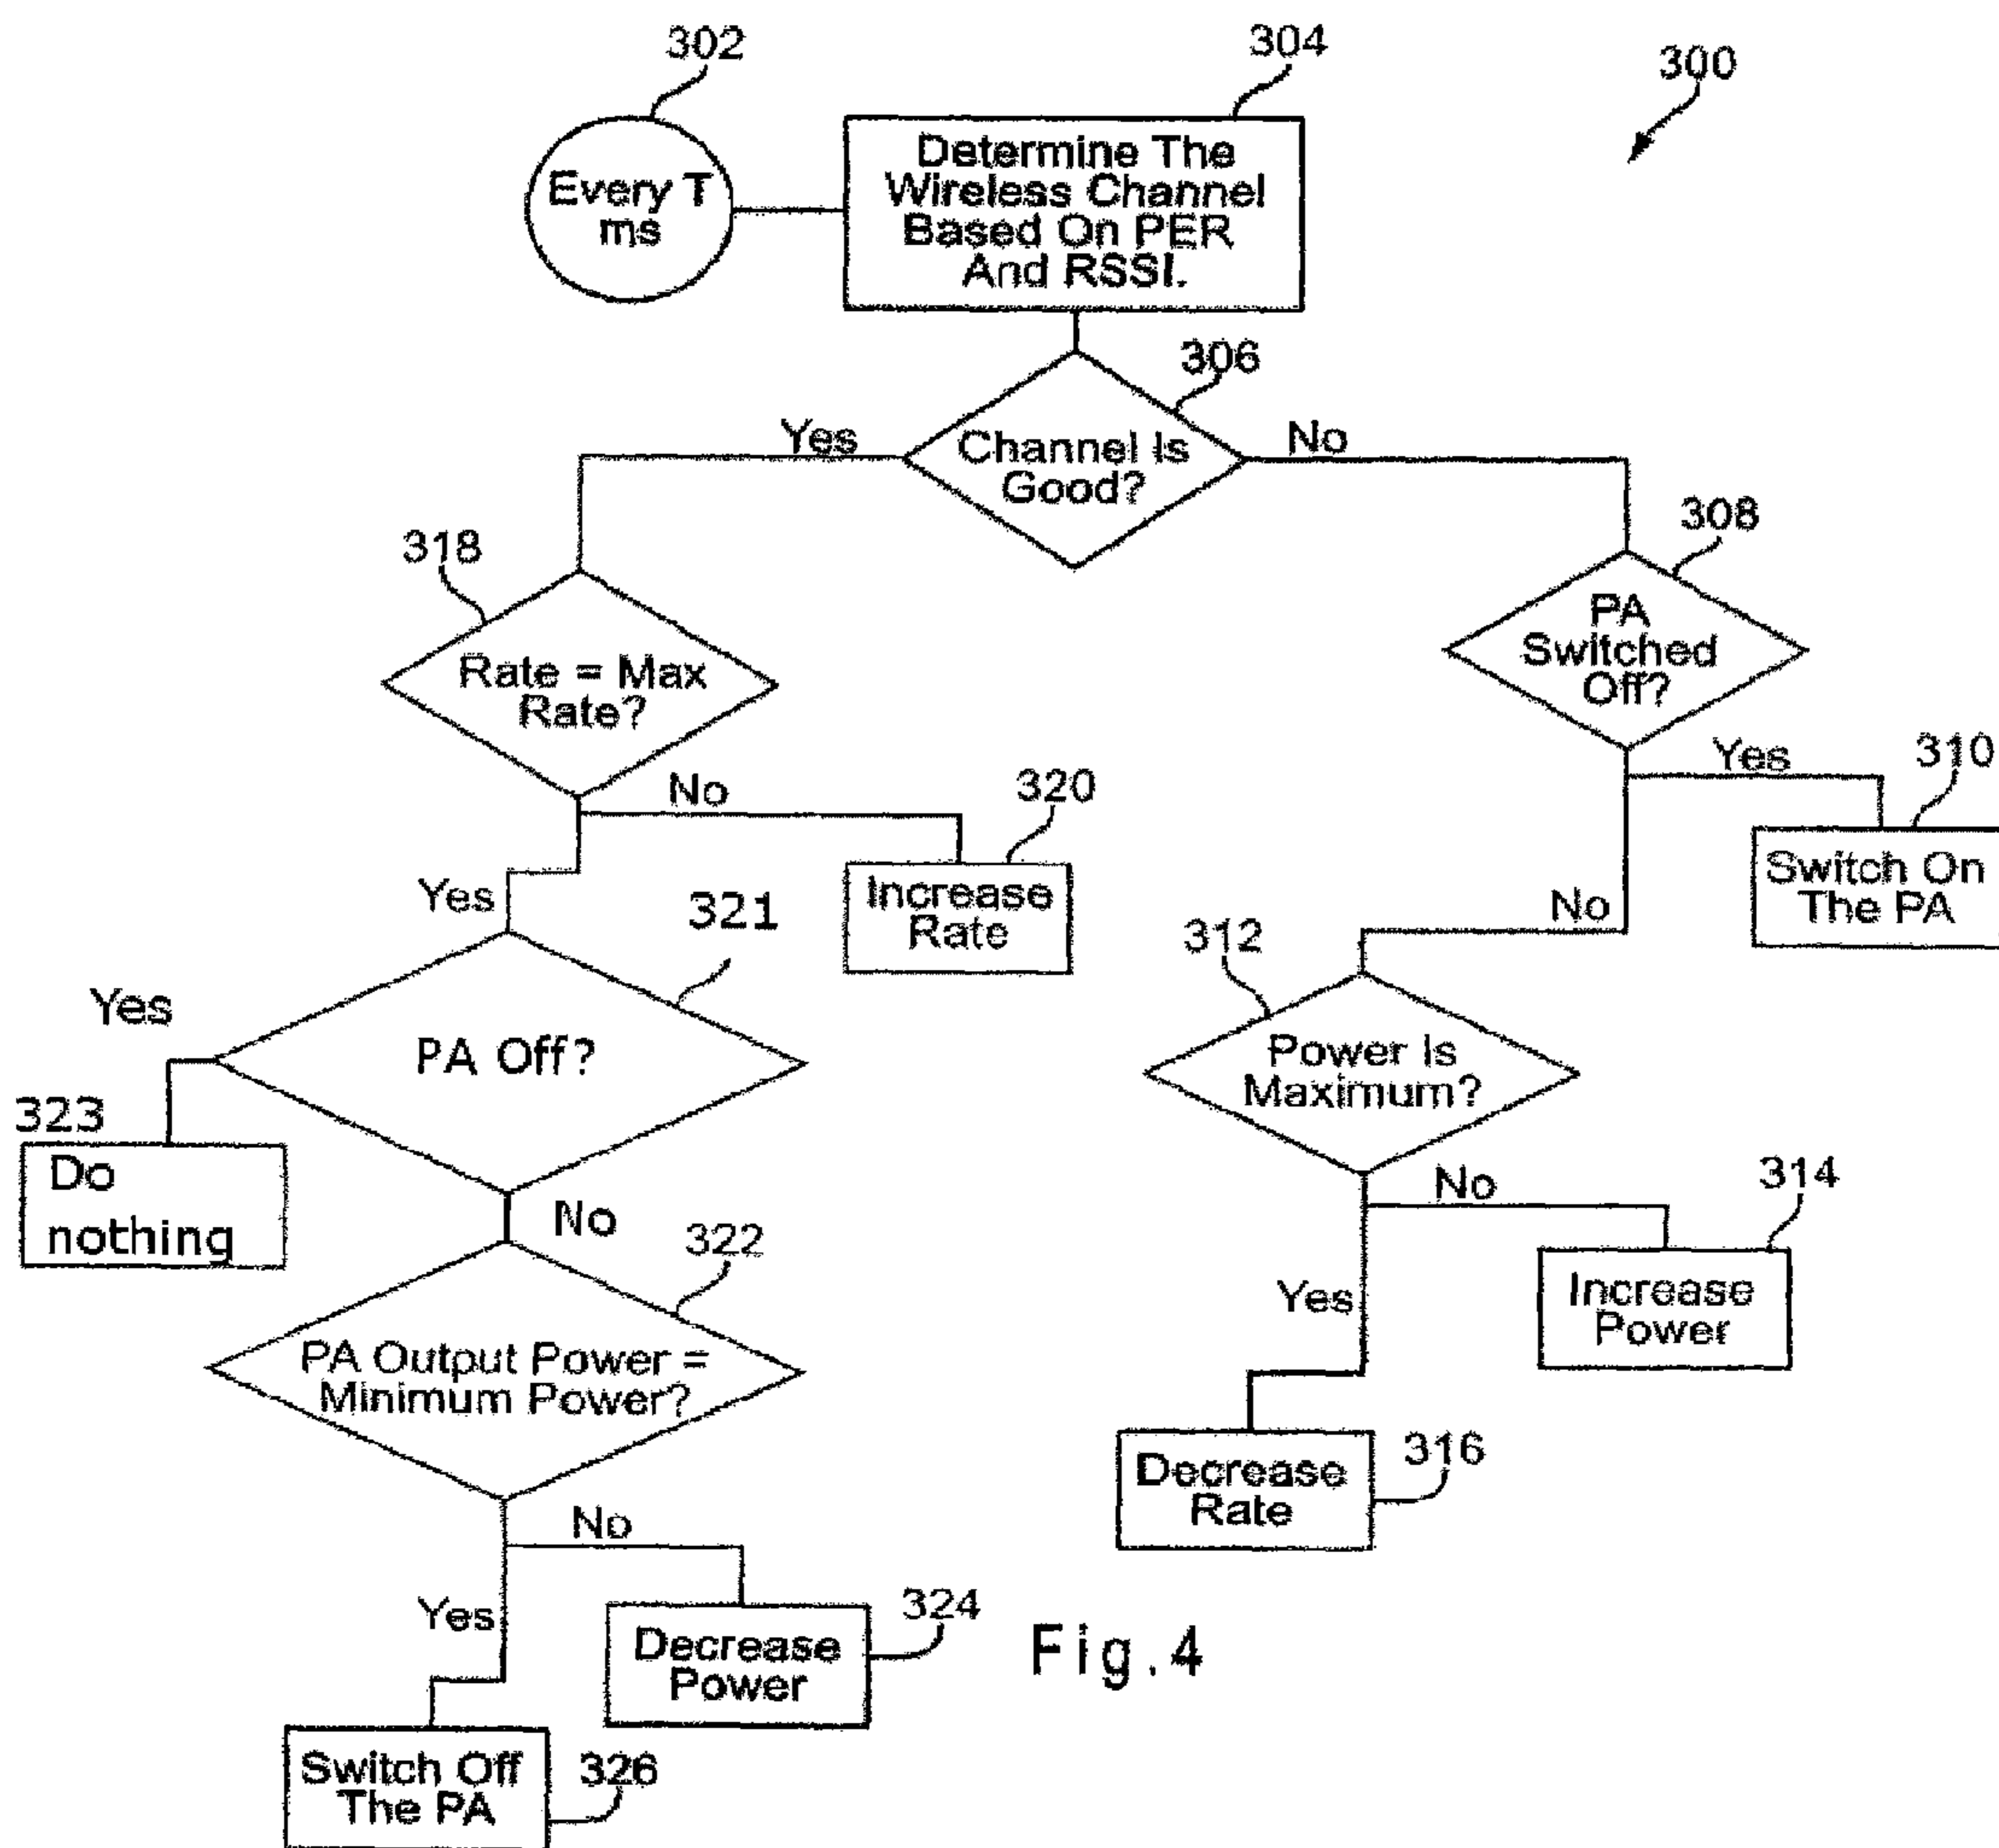 302
304
300
Every T
ms
Determine The
Wireless Channel
Based On PER
And RSSI.
306
Yes
Channel Is
Good?
No
318
308
Rate = Max
Rate?
PA
Switched
Off?
No
320
Yes
310
Yes
Increase
Rate
321
No
Switch On
The PA
312
Yes
PA Off?
Power Is
Maximum?
323
Do
nothing
No
322
No
314
Yes
Increase
Power
PA Output Power =
Minimum Power?
Decrease
Rate
316
No
Yes
324
Decrease
Power
Fig.4
Switch Off
The PA
326